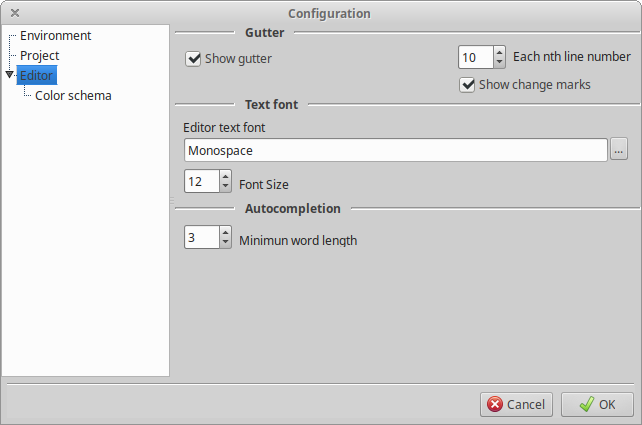 Configuration
Environment
Project
Editor
Color schema
Gutter
Show gutter
10 Each nth line number
Show change marks
Text font
Editor text font
Monospace ...
12 Font Size
Autocompletion
3 Minimun word length
Cancel OK